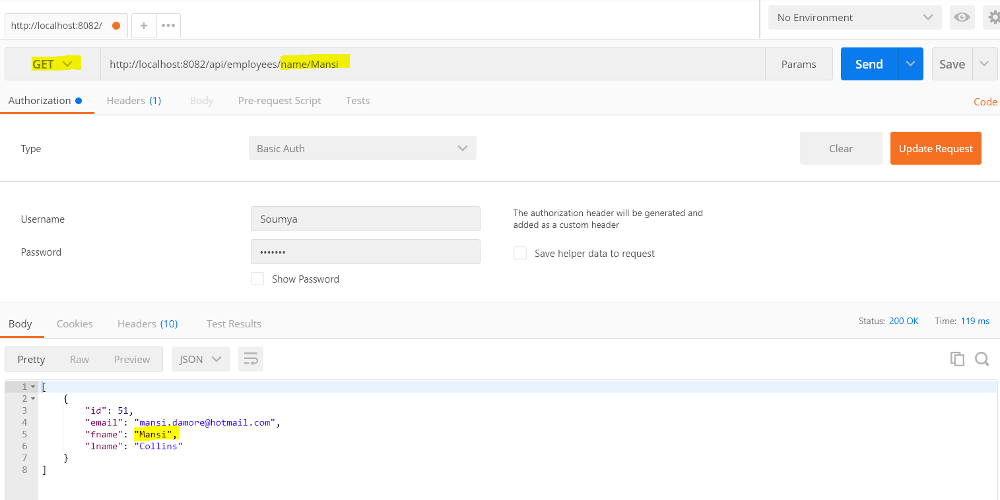 No Environment
http://localhost:8082/
+
•••
GET http://localhost:8082/api/employees/name/Mansi Params Send Save
Authorization Headers (1) Body Pre-request Script Tests Code
Type Basic Auth Clear Update Request
Username Soumya The authorization header will be generated and
added as a custom header
Password ••••••• Save helper data to request
Show Password
Body Cookies Headers (10) Test Results Status: 200 OK Time: 119 ms
Pretty Raw Preview JSON
1 [
2 {
3 "id": 51,
4 "email": "mansi.damore@hotmail.com",
5 "fname": "Mansi",
6 "lname": "Collins"
7 }
8 ]